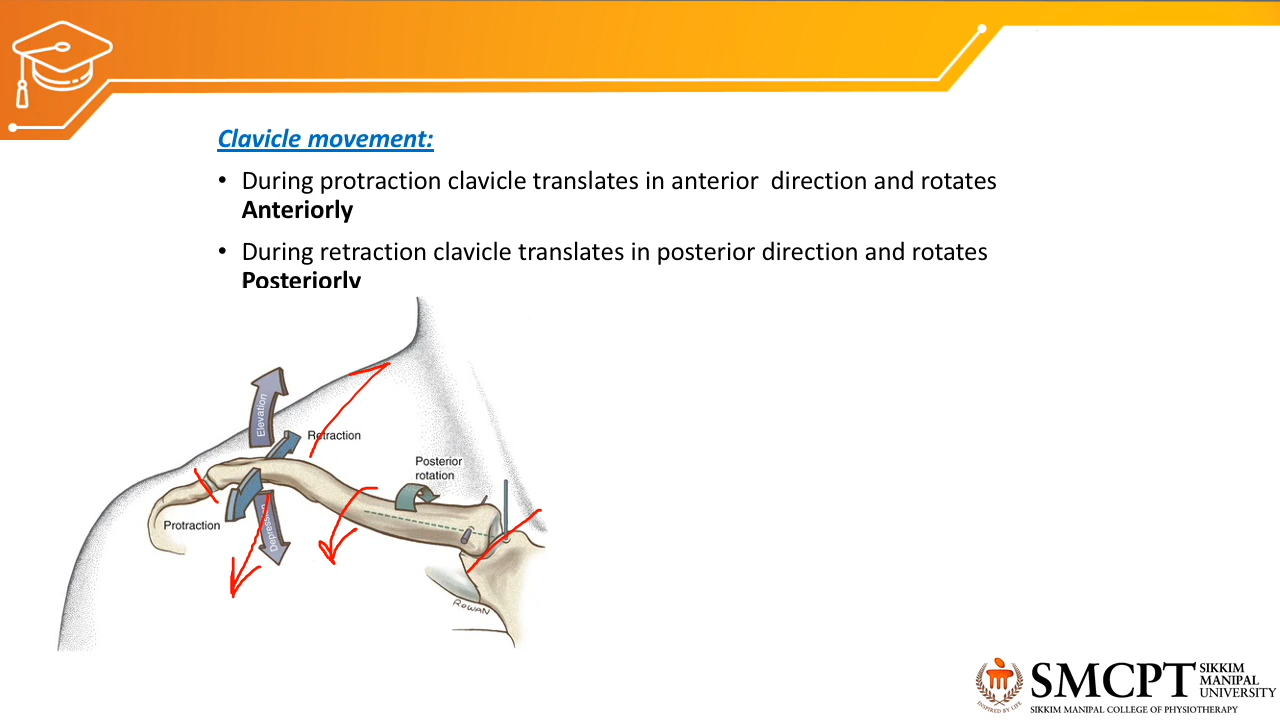 Clavicle movement:
• During protraction clavicle translates in anterior direction and rotates
Anteriorly
• During retraction clavicle translates in posterior direction and rotates
Posteriorly
Elevation
Retraction
Posterior
rotation
Protraction
Depression
ROWAN
SMCPT
SIKKIM
MANIPAL
UNIVERSITY
INSPIRED BY LIFE
SIKKIM MANIPAL COLLEGE OF PHYSIOTHERAPY